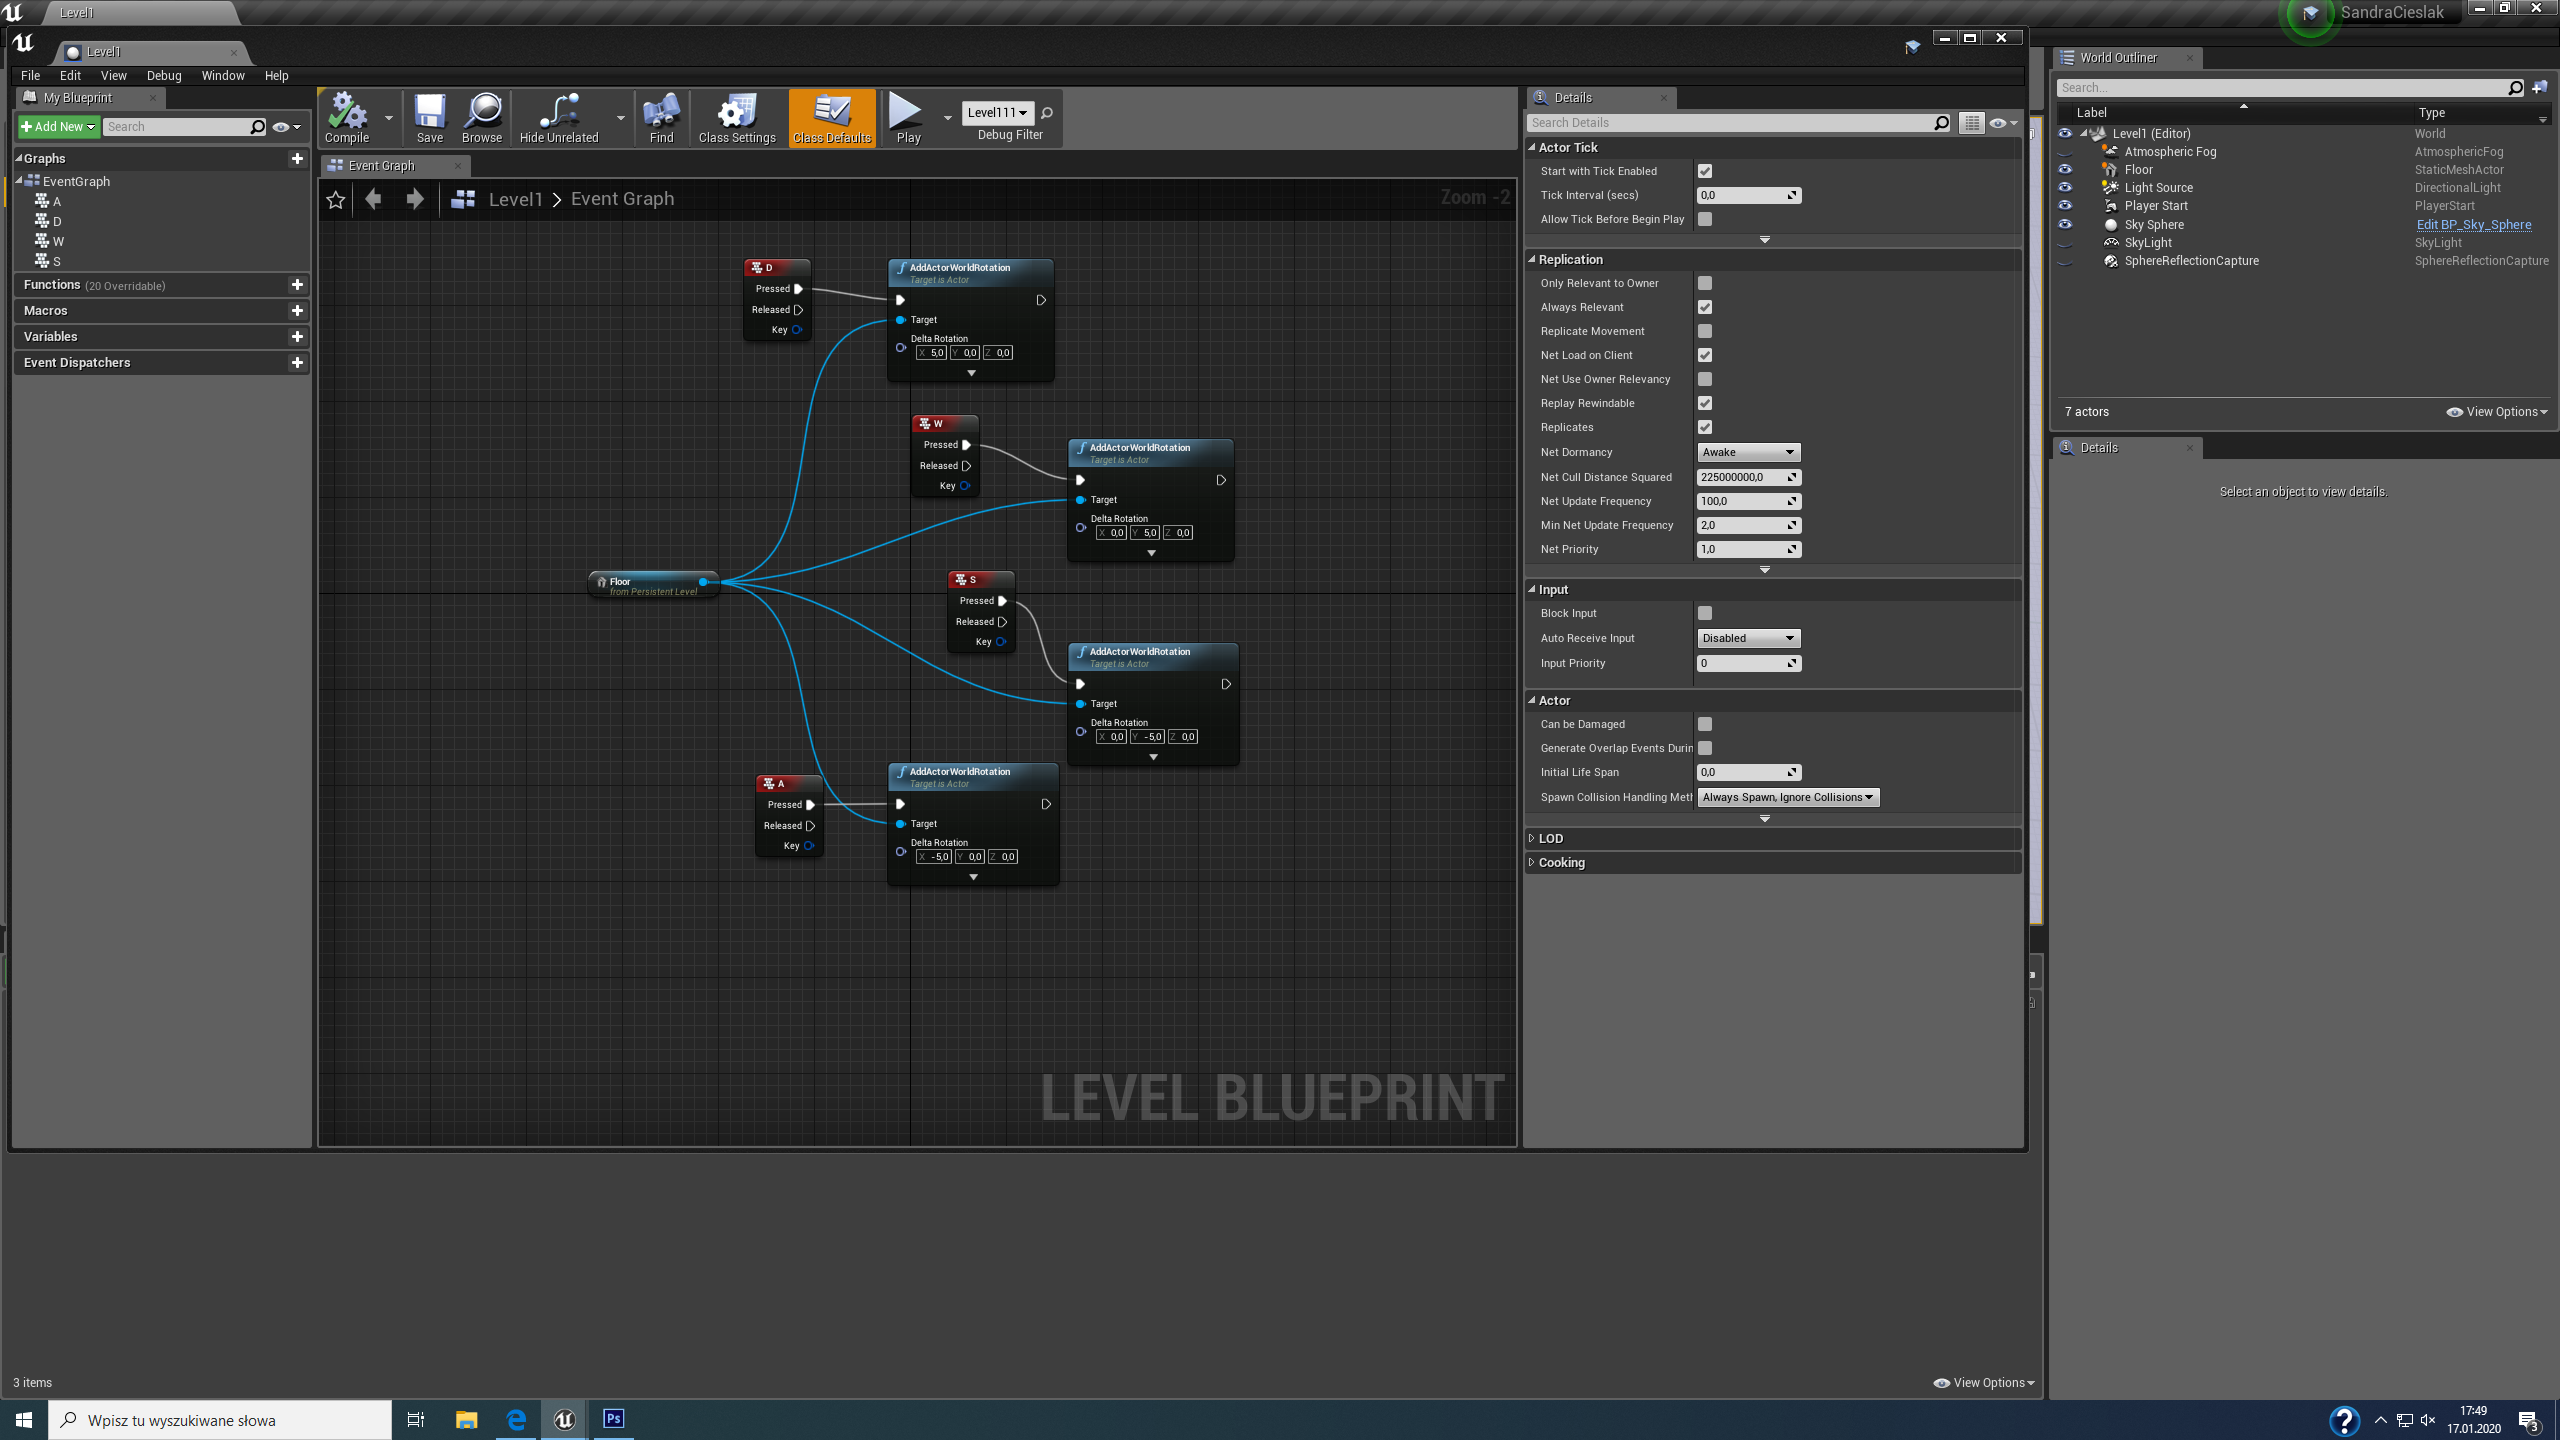 Level1
SandraCieslak
Level1
File Edit View Debug Window Help
My Blueprint
Add New
Search
Graphs
EventGraph
A
D
W
S
Functions (20 Overridable)
Macros
Variables
Event Dispatchers
Compile
Save
Browse
Hide Unrelated
Find
Class Settings
Class Defaults
Play
Level111
Debug Filter
Event Graph
Level1 > Event Graph
Zoom -2
D
Pressed
Released
Key
AddActorWorldRotation
Target is Actor
Target
Delta Rotation
X 5,0 Y 0,0 Z 0,0
W
Pressed
Released
Key
AddActorWorldRotation
Target is Actor
Target
Delta Rotation
X 0,0 Y 5,0 Z 0,0
Floor
from Persistent Level
S
Pressed
Released
Key
AddActorWorldRotation
Target is Actor
Target
Delta Rotation
X 0,0 Y -5,0 Z 0,0
A
Pressed
Released
Key
AddActorWorldRotation
Target is Actor
Target
Delta Rotation
X -5,0 Y 0,0 Z 0,0
LEVEL BLUEPRINT
Details
Search Details
Actor Tick
Start with Tick Enabled
Tick Interval (secs) 0,0
Allow Tick Before Begin Play
Replication
Only Relevant to Owner
Always Relevant
Replicate Movement
Net Load on Client
Net Use Owner Relevancy
Replay Rewindable
Replicates
Net Dormancy Awake
Net Cull Distance Squared 225000000,0
Net Update Frequency 100,0
Min Net Update Frequency 2,0
Net Priority 1,0
Input
Block Input
Auto Receive Input Disabled
Input Priority 0
Actor
Can be Damaged
Generate Overlap Events Durin
Initial Life Span 0,0
Spawn Collision Handling Meth Always Spawn, Ignore Collisions
LOD
Cooking
World Outliner
Search...
Label Type
Level1 (Editor) World
Atmospheric Fog AtmosphericFog
Floor StaticMeshActor
Light Source DirectionalLight
Player Start PlayerStart
Sky Sphere Edit BP_Sky_Sphere
SkyLight SkyLight
SphereReflectionCapture SphereReflectionCapture
7 actors
View Options
Details
Select an object to view details.
3 items
View Options
Wpisz tu wyszukiwane słowa
Ps
17:49
17.01.2020
3